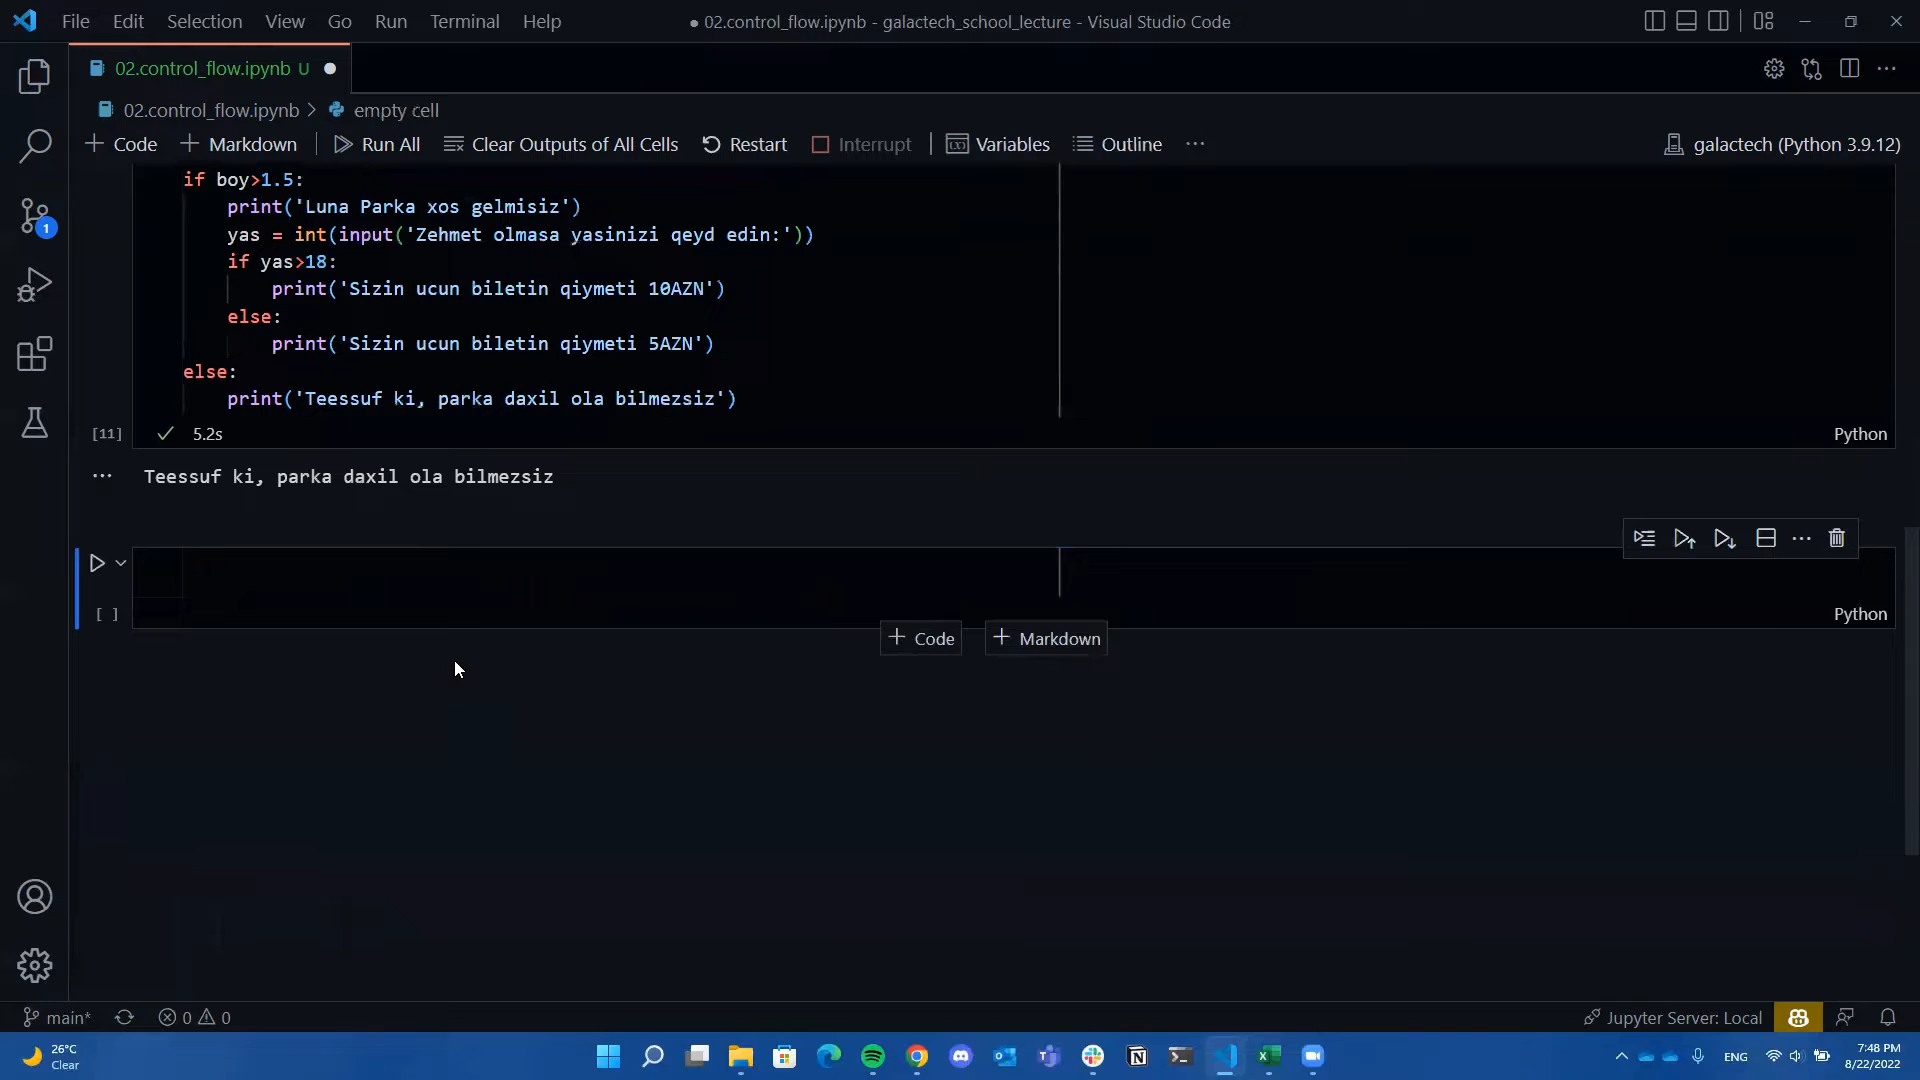 File Edit Selection View Go Run Terminal Help
● 02.control_flow.ipynb - galactech_school_lecture - Visual Studio Code
02.control_flow.ipynb U
02.control_flow.ipynb > empty cell
Code Markdown Run All Clear Outputs of All Cells Restart Interrupt Variables Outline ... galactech (Python 3.9.12)
if boy>1.5:
print('Luna Parka xos gelmisiz')
yas = int(input('Zehmet olmasa yasinizi qeyd edin:'))
if yas>18:
print('Sizin ucun biletin qiymeti 10AZN')
else:
print('Sizin ucun biletin qiymeti 5AZN')
else:
print('Teessuf ki, parka daxil ola bilmezsiz')
[11] 5.2s Python
... Teessuf ki, parka daxil ola bilmezsiz
[ ] Python
Code Markdown
1
main* 0 0 Jupyter Server: Local
26°C
Clear
ENG
7:48 PM
8/22/2022